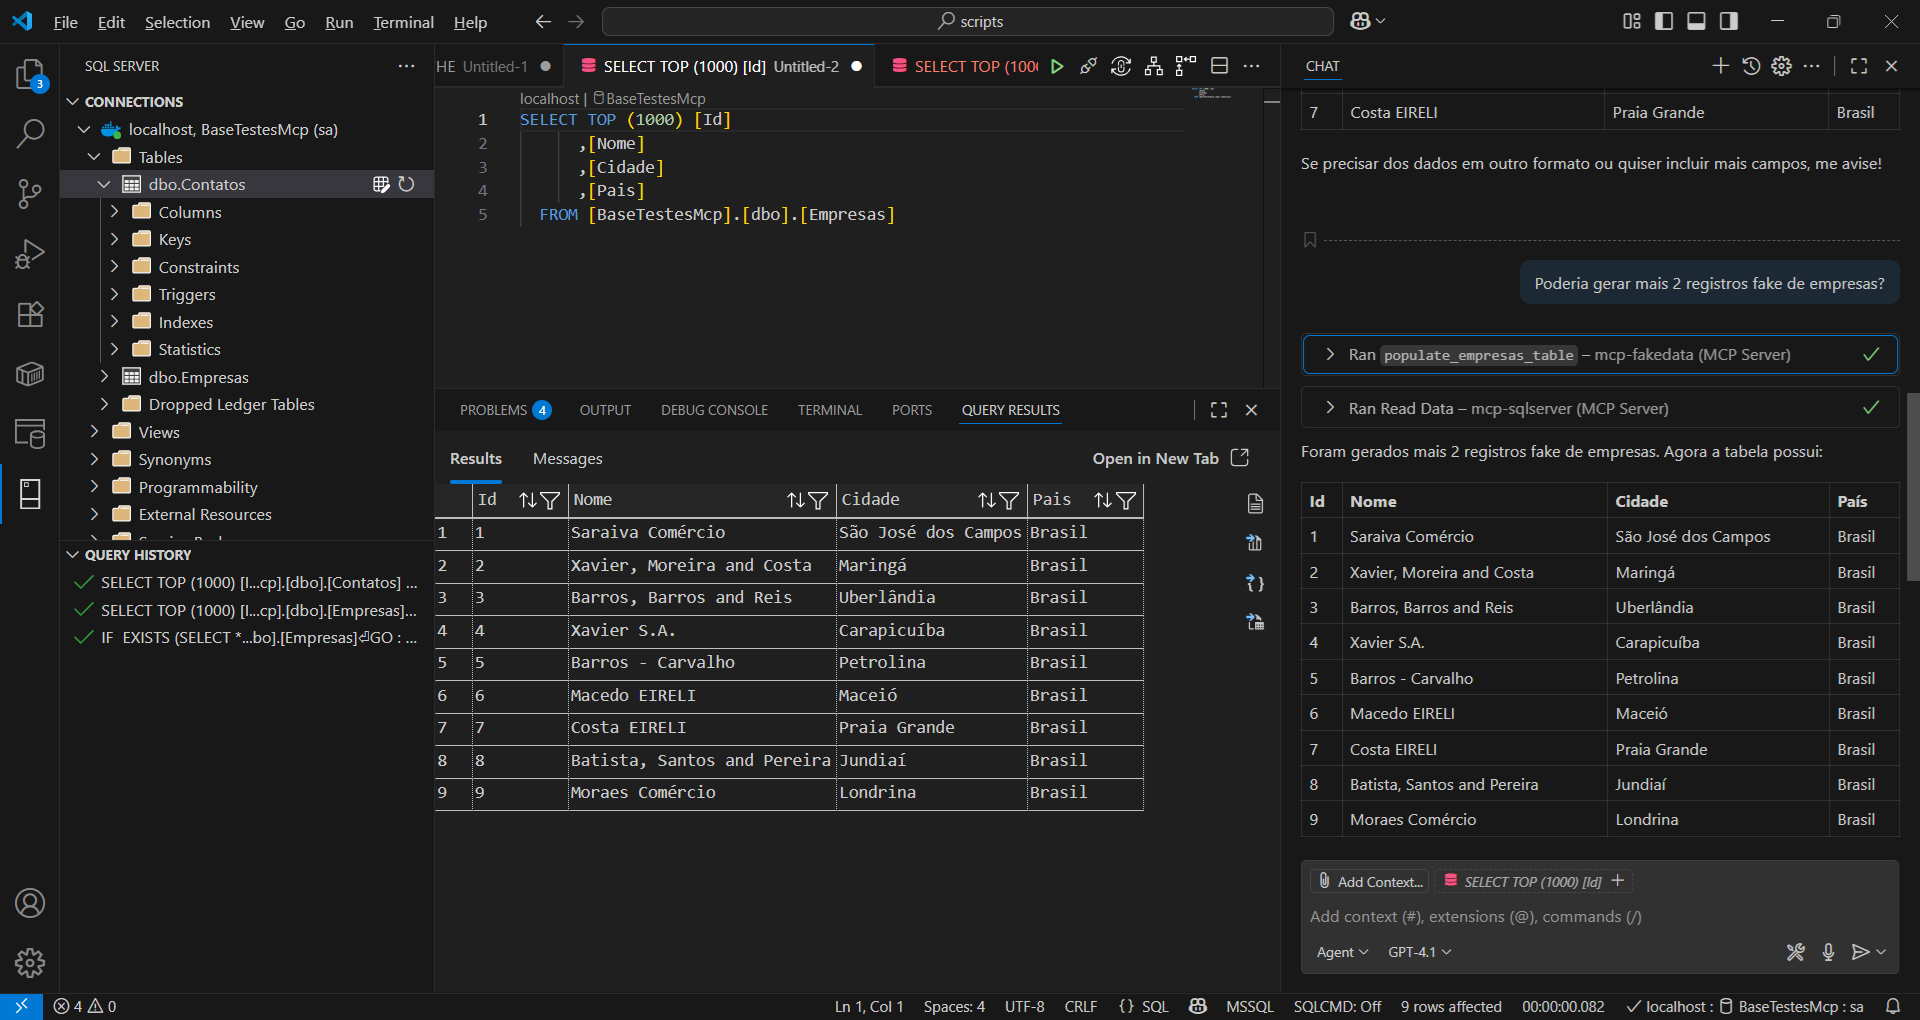 File Edit Selection View Go Run Terminal Help
scripts
3
SQL SERVER
CONNECTIONS
localhost, BaseTestesMcp (sa)
Tables
dbo.Contatos
Columns
Keys
Constraints
Triggers
Indexes
Statistics
dbo.Empresas
Dropped Ledger Tables
Views
Synonyms
Programmability
External Resources
QUERY HISTORY
SELECT TOP (1000) [I...cp].[dbo].[Contatos] ...
SELECT TOP (1000) [I...cp].[dbo].[Empresas]...
IF EXISTS (SELECT *...bo].[Empresas]⏎GO : ...
HE Untitled-1
SELECT TOP (1000) [Id] Untitled-2
SELECT TOP (100
localhost | BaseTestesMcp
1 SELECT TOP (1000) [Id]
2 ,[Nome]
3 ,[Cidade]
4 ,[Pais]
5 FROM [BaseTestesMcp].[dbo].[Empresas]
PROBLEMS 4 OUTPUT DEBUG CONSOLE TERMINAL PORTS QUERY RESULTS
Results Messages Open in New Tab
Id Nome Cidade Pais
1 1 Saraiva Comércio São José dos Campos Brasil
2 2 Xavier, Moreira and Costa Maringá Brasil
3 3 Barros, Barros and Reis Uberlândia Brasil
4 4 Xavier S.A. Carapicuíba Brasil
5 5 Barros - Carvalho Petrolina Brasil
6 6 Macedo EIRELI Maceió Brasil
7 7 Costa EIRELI Praia Grande Brasil
8 8 Batista, Santos and Pereira Jundiaí Brasil
9 9 Moraes Comércio Londrina Brasil
CHAT
7 Costa EIRELI Praia Grande Brasil
Se precisar dos dados em outro formato ou quiser incluir mais campos, me avise!
Poderia gerar mais 2 registros fake de empresas?
Ran populate_empresas_table – mcp-fakedata (MCP Server)
Ran Read Data – mcp-sqlserver (MCP Server)
Foram gerados mais 2 registros fake de empresas. Agora a tabela possui:
Id Nome Cidade País
1 Saraiva Comércio São José dos Campos Brasil
2 Xavier, Moreira and Costa Maringá Brasil
3 Barros, Barros and Reis Uberlândia Brasil
4 Xavier S.A. Carapicuíba Brasil
5 Barros - Carvalho Petrolina Brasil
6 Macedo EIRELI Maceió Brasil
7 Costa EIRELI Praia Grande Brasil
8 Batista, Santos and Pereira Jundiaí Brasil
9 Moraes Comércio Londrina Brasil
Add Context... SELECT TOP (1000) [Id]
Add context (#), extensions (@), commands (/)
Agent GPT-4.1
4 0 Ln 1, Col 1 Spaces: 4 UTF-8 CRLF {} SQL MSSQL SQLCMD: Off 9 rows affected 00:00:00.082 localhost : BaseTestesMcp : sa